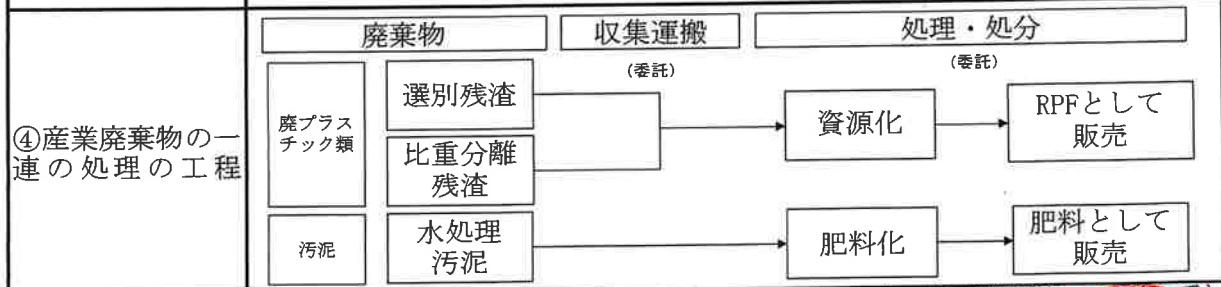 ④産業廃棄物の一
連の処理の工程
廃棄物
収集運搬
処理・処分
(委託)
(委託)
廃プラス
チック類
選別残渣
比重分離
残渣
資源化
RPFとして
販売
汚泥
水処理
汚泥
肥料化
肥料として
販売